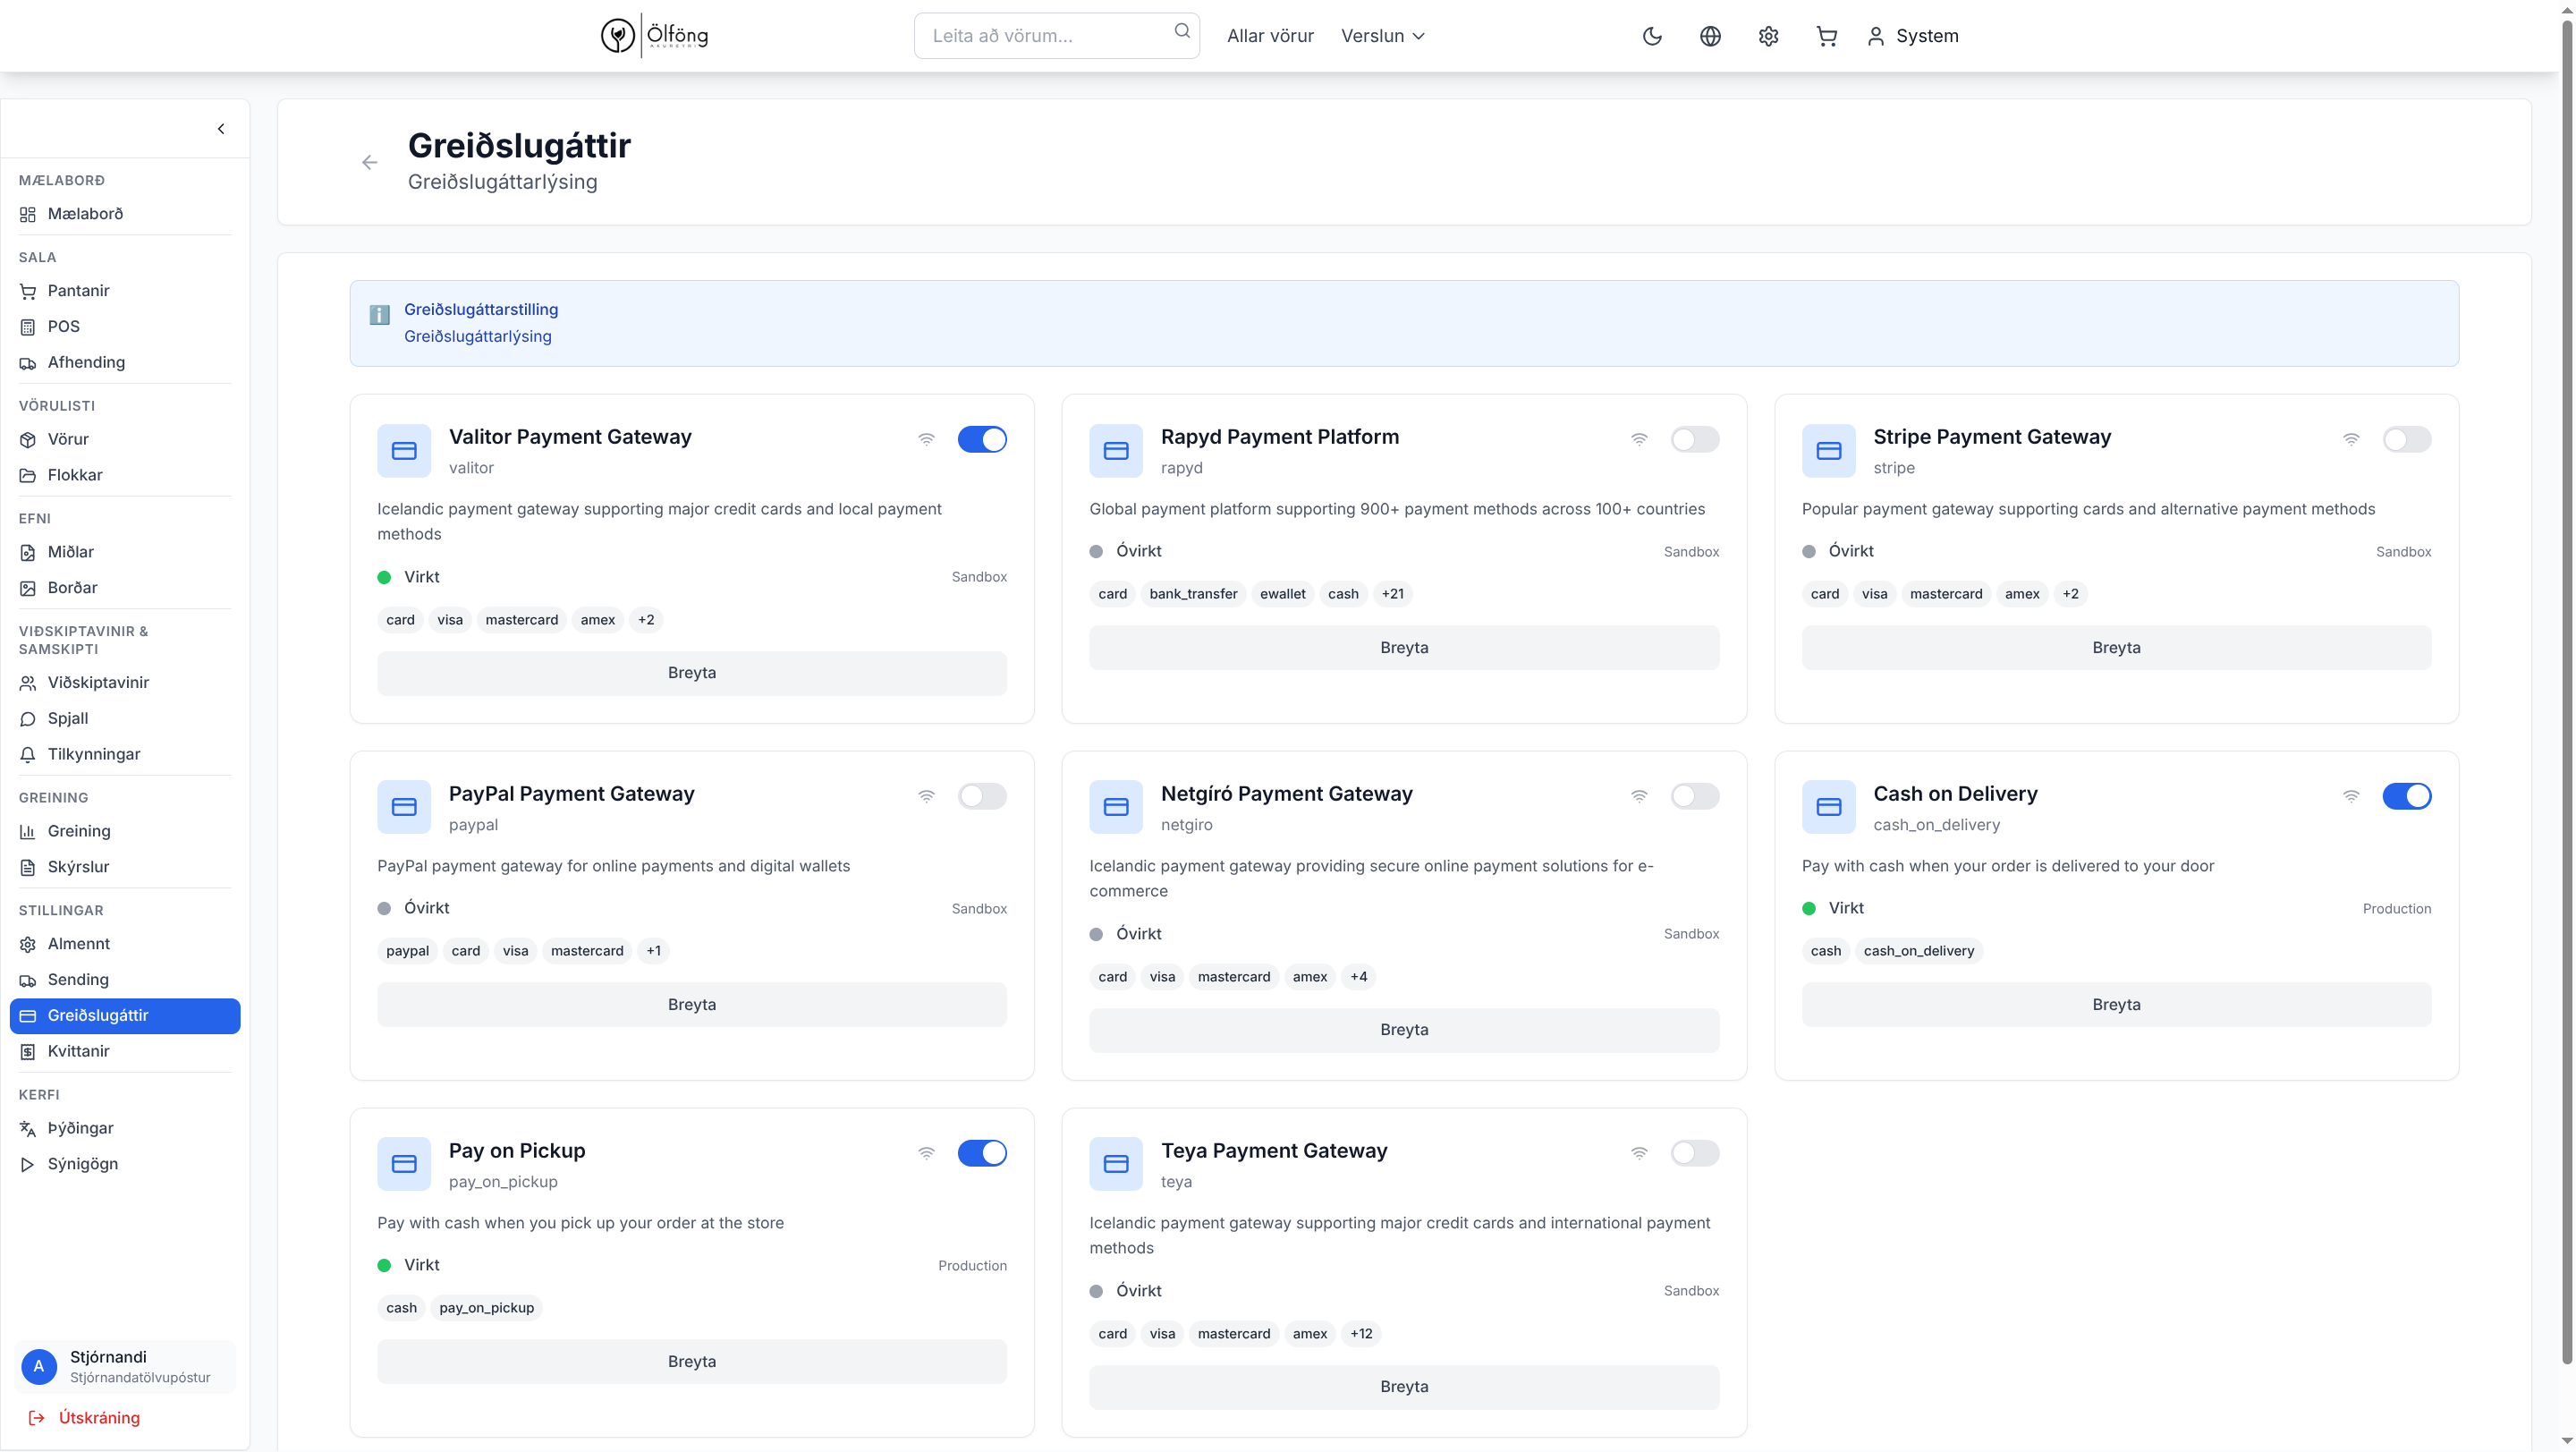 Ölföng
AKUREYRI
Leita að vörum...
Allar vörur
Verslun
System
MÆLABORÐ
Mælaborð
SALA
Pantanir
POS
Afhending
VÖRULISTI
Vörur
Flokkar
EFNI
Miðlar
Borðar
VIÐSKIPTAVINIR &
SAMSKIPTI
Viðskiptavinir
Spjall
Tilkynningar
GREINING
Greining
Skýrslur
STILLINGAR
Almennt
Sending
Greiðslugáttir
Kvittanir
KERFI
Þýðingar
Sýnigögn
A
Stjórnandi
Stjórnandatölvupóstur
Útskráning
Greiðslugáttir
Greiðslugáttarlýsing
Greiðslugáttarstilling
Greiðslugáttarlýsing
Valitor Payment Gateway
valitor
Icelandic payment gateway supporting major credit cards and local payment
methods
Virkt
Sandbox
card visa mastercard amex +2
Breyta
Rapyd Payment Platform
rapyd
Global payment platform supporting 900+ payment methods across 100+ countries
Óvirkt
Sandbox
card bank_transfer ewallet cash +21
Breyta
Stripe Payment Gateway
stripe
Popular payment gateway supporting cards and alternative payment methods
Óvirkt
Sandbox
card visa mastercard amex +2
Breyta
PayPal Payment Gateway
paypal
PayPal payment gateway for online payments and digital wallets
Óvirkt
Sandbox
paypal card visa mastercard +1
Breyta
Netgíró Payment Gateway
netgiro
Icelandic payment gateway providing secure online payment solutions for e-
commerce
Óvirkt
Sandbox
card visa mastercard amex +4
Breyta
Cash on Delivery
cash_on_delivery
Pay with cash when your order is delivered to your door
Virkt
Production
cash cash_on_delivery
Breyta
Pay on Pickup
pay_on_pickup
Pay with cash when you pick up your order at the store
Virkt
Production
cash pay_on_pickup
Breyta
Teya Payment Gateway
teya
Icelandic payment gateway supporting major credit cards and international payment
methods
Óvirkt
Sandbox
card visa mastercard amex +12
Breyta